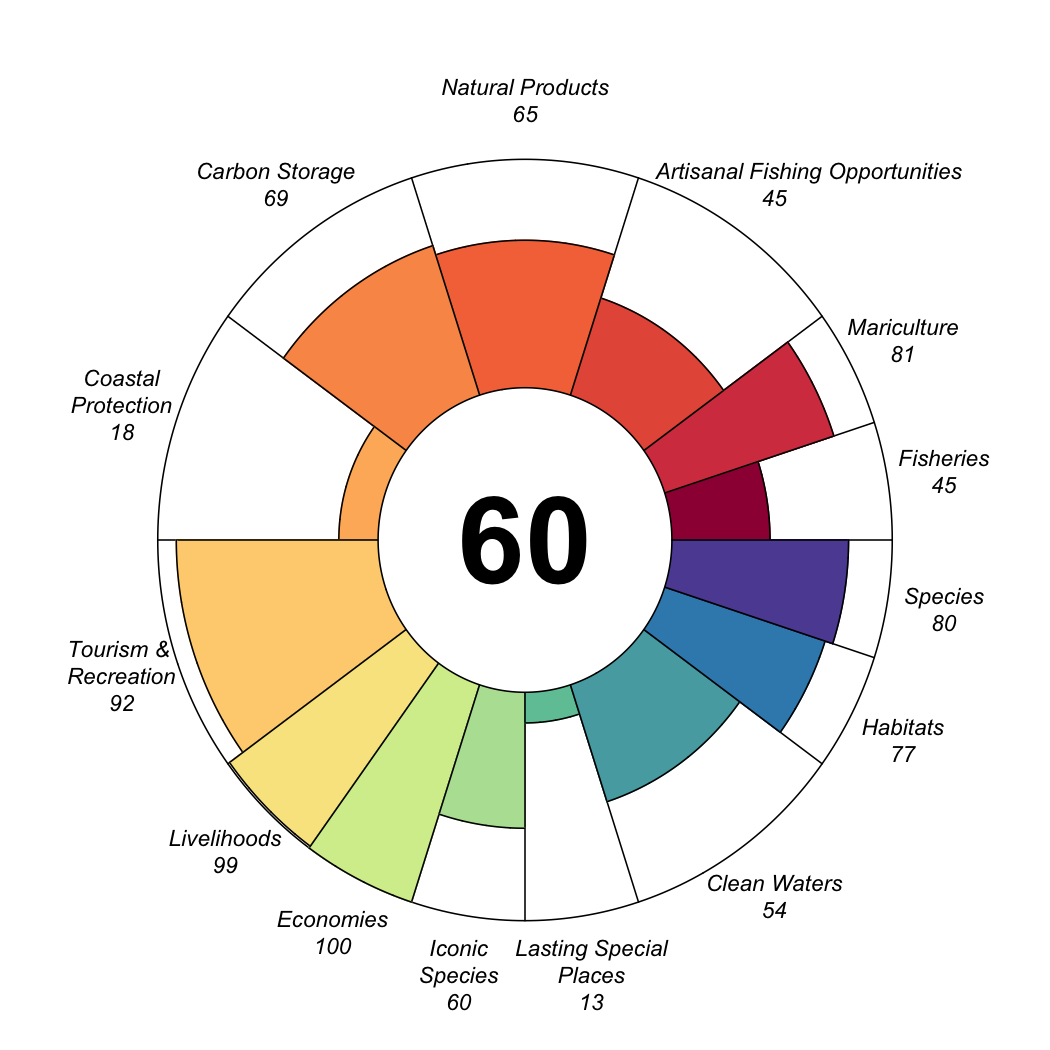 Natural Products
65
Carbon Storage
69
Artisanal Fishing Opportunities
45
Mariculture
81
Coastal
Protection
18
Fisheries
45
60
Species
80
Tourism &
Recreation
92
Habitats
77
Livelihoods
99
Clean Waters
54
Economies
100
Iconic
Species
60
Lasting Special
Places
13